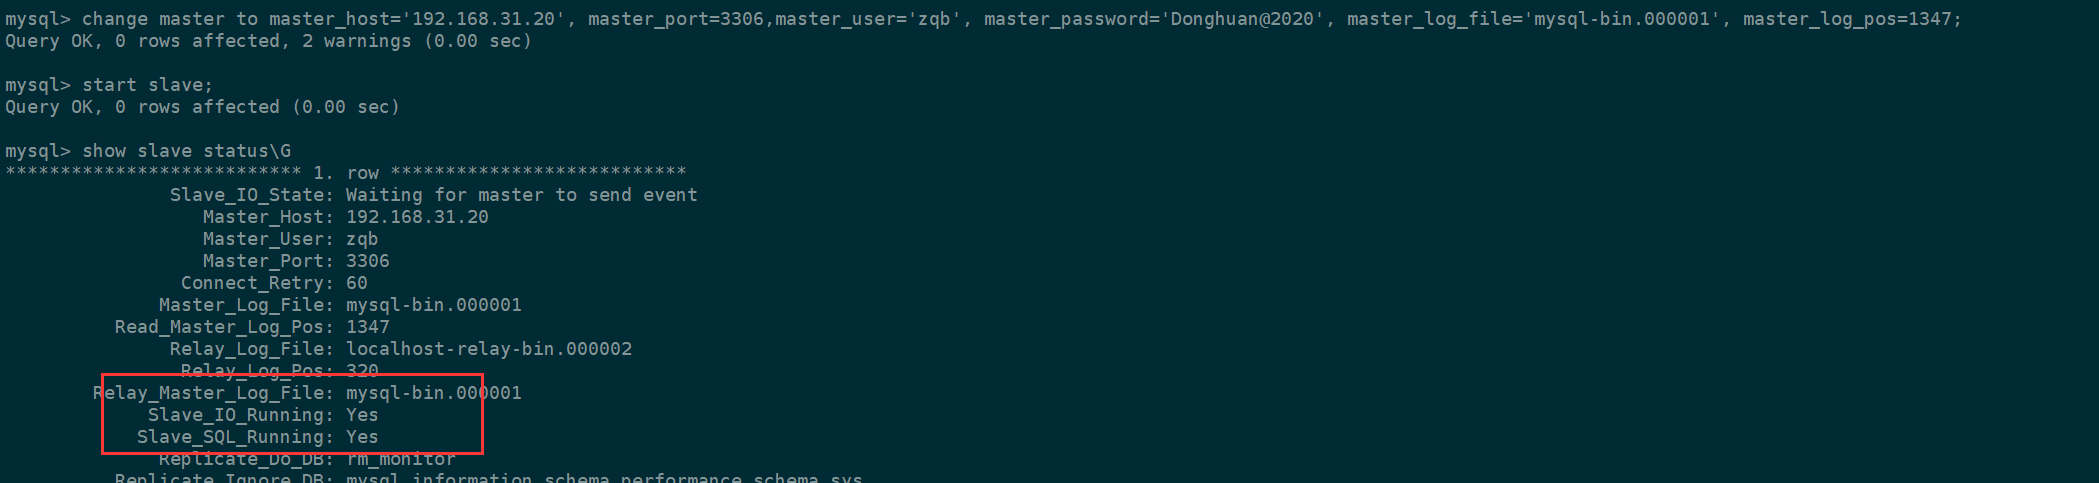 mysql> change master to master_host='192.168.31.20', master_port=3306,master_user='zqb', master_password='Donghuan@2020', master_log_file='mysql-bin.000001', master_log_pos=1347;
Query OK, 0 rows affected, 2 warnings (0.00 sec)
mysql> start slave;
Query OK, 0 rows affected (0.00 sec)
mysql> show slave status\G
*************************** 1. row ***************************
Slave_IO_State: Waiting for master to send event
Master_Host: 192.168.31.20
Master_User: zqb
Master_Port: 3306
Connect_Retry: 60
Master_Log_File: mysql-bin.000001
Read_Master_Log_Pos: 1347
Relay_Log_File: localhost-relay-bin.000002
Relay_Log_Pos: 320
Relay_Master_Log_File: mysql-bin.000001
Slave_IO_Running: Yes
Slave_SQL_Running: Yes
Replicate_Do_DB: rm_monitor
Replicate_Ignore_DB: mysql,information_schema,performance_schema,sys